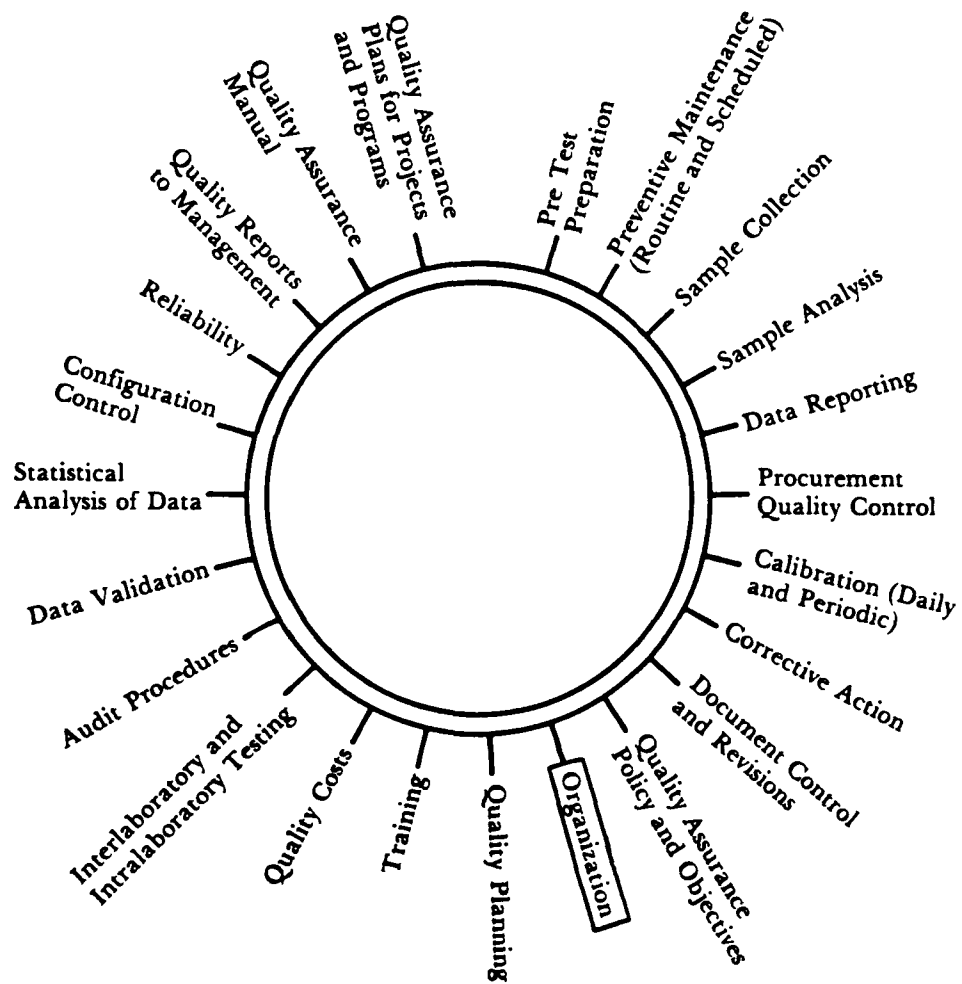 Quality Assurance
Plans for Projects
and Programs
Pre Test
Preparation
Preventive Maintenance
(Routine and Scheduled)
Sample Collection
Sample Analysis
Data Reporting
Procurement
Quality Control
Calibration (Daily
and Periodic)
Corrective Action
Document Control
and Revisions
Quality Assurance
Policy and Objectives
Organization
Quality Planning
Training
Quality Costs
Interlaboratory and
Intralaboratory Testing
Audit Procedures
Data Validation
Statistical
Analysis of Data
Configuration
Control
Reliability
Quality Reports
to Management
Quality Assurance
Manual